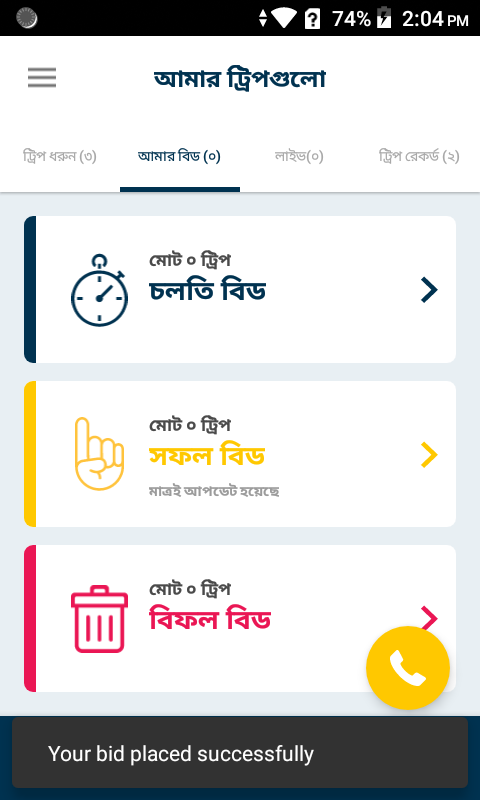 74% 2:04 PM
আমার ট্রিপগুলো
ট্রিপ ধরুন (৩) আমার বিড (০) লাইভ(০) ট্রিপ রেকর্ড (২)
মোট ০ ট্রিপ
চলতি বিড
মোট ০ ট্রিপ
সফল বিড
মাত্রই আপডেট হয়েছে
মোট ০ ট্রিপ
বিফল বিড
Your bid placed successfully